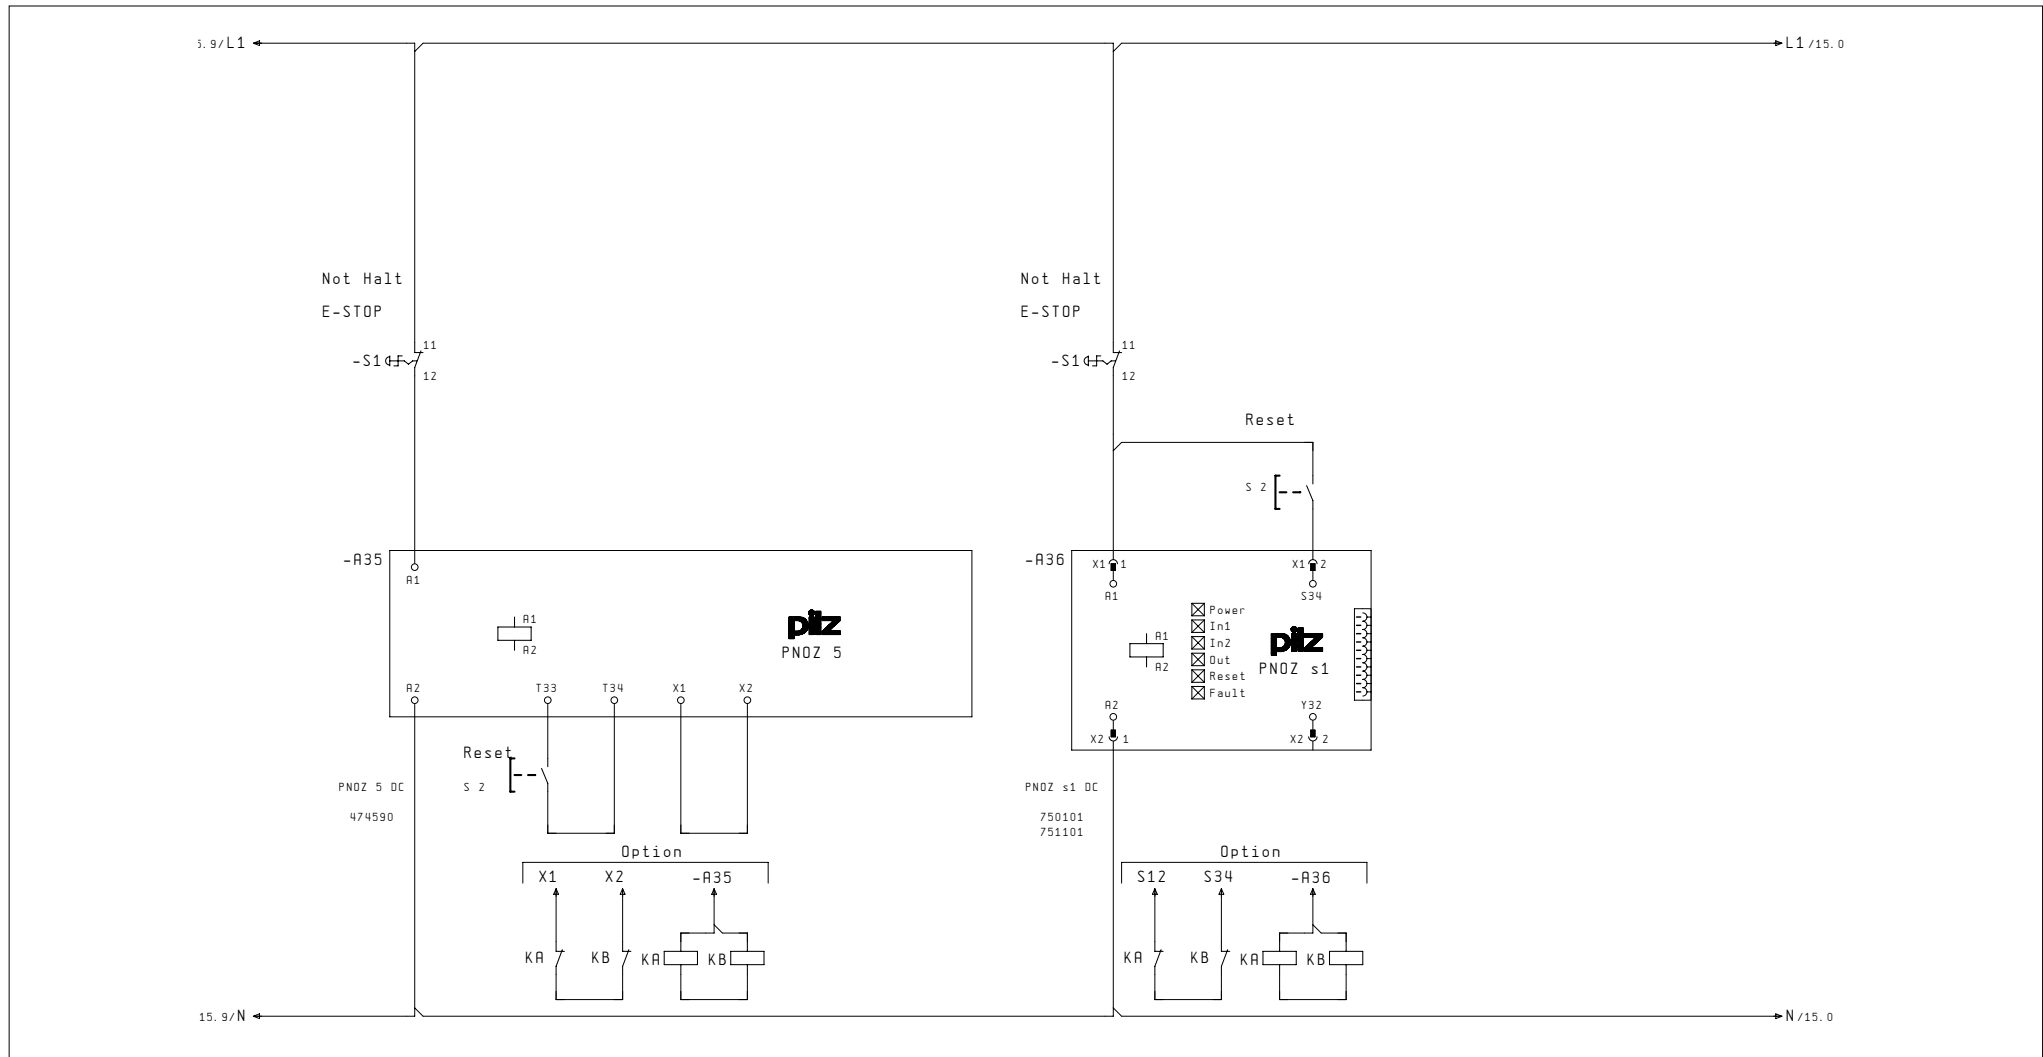 5.9/L1
L1/15.0
Not Halt
E-STOP
-S1
11
12
Not Halt
E-STOP
-S1
11
12
Reset
S 2
-A35
A1
A1
A2
pilz
PNOZ 5
A2
T33
T34
X1
X2
-A36
X1 1
A1
X1 2
S34
Power
In1
In2
Out
Reset
Fault
A1
A2
pilz
PNOZ s1
A2
X2 1
Y32
X2 2
Reset
S 2
PNOZ 5 DC
474590
PNOZ s1 DC
750101
751101
Option
X1
X2
-A35
KA
KB
KA
KB
Option
S12
S34
-A36
KA
KB
KA
KB
15.9/N
N/15.0